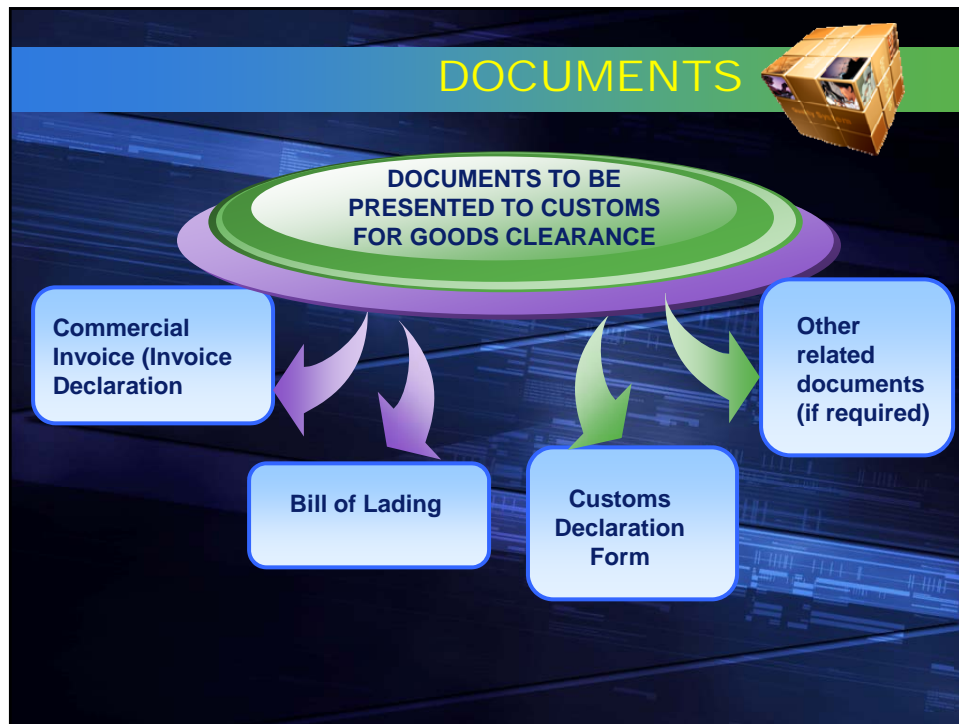 DOCUMENTS
DOCUMENTS TO BE
PRESENTED TO CUSTOMS
FOR GOODS CLEARANCE
Commercial
Invoice (Invoice
Declaration
Bill of Lading
Customs
Declaration
Form
Other
related
documents
(if required)